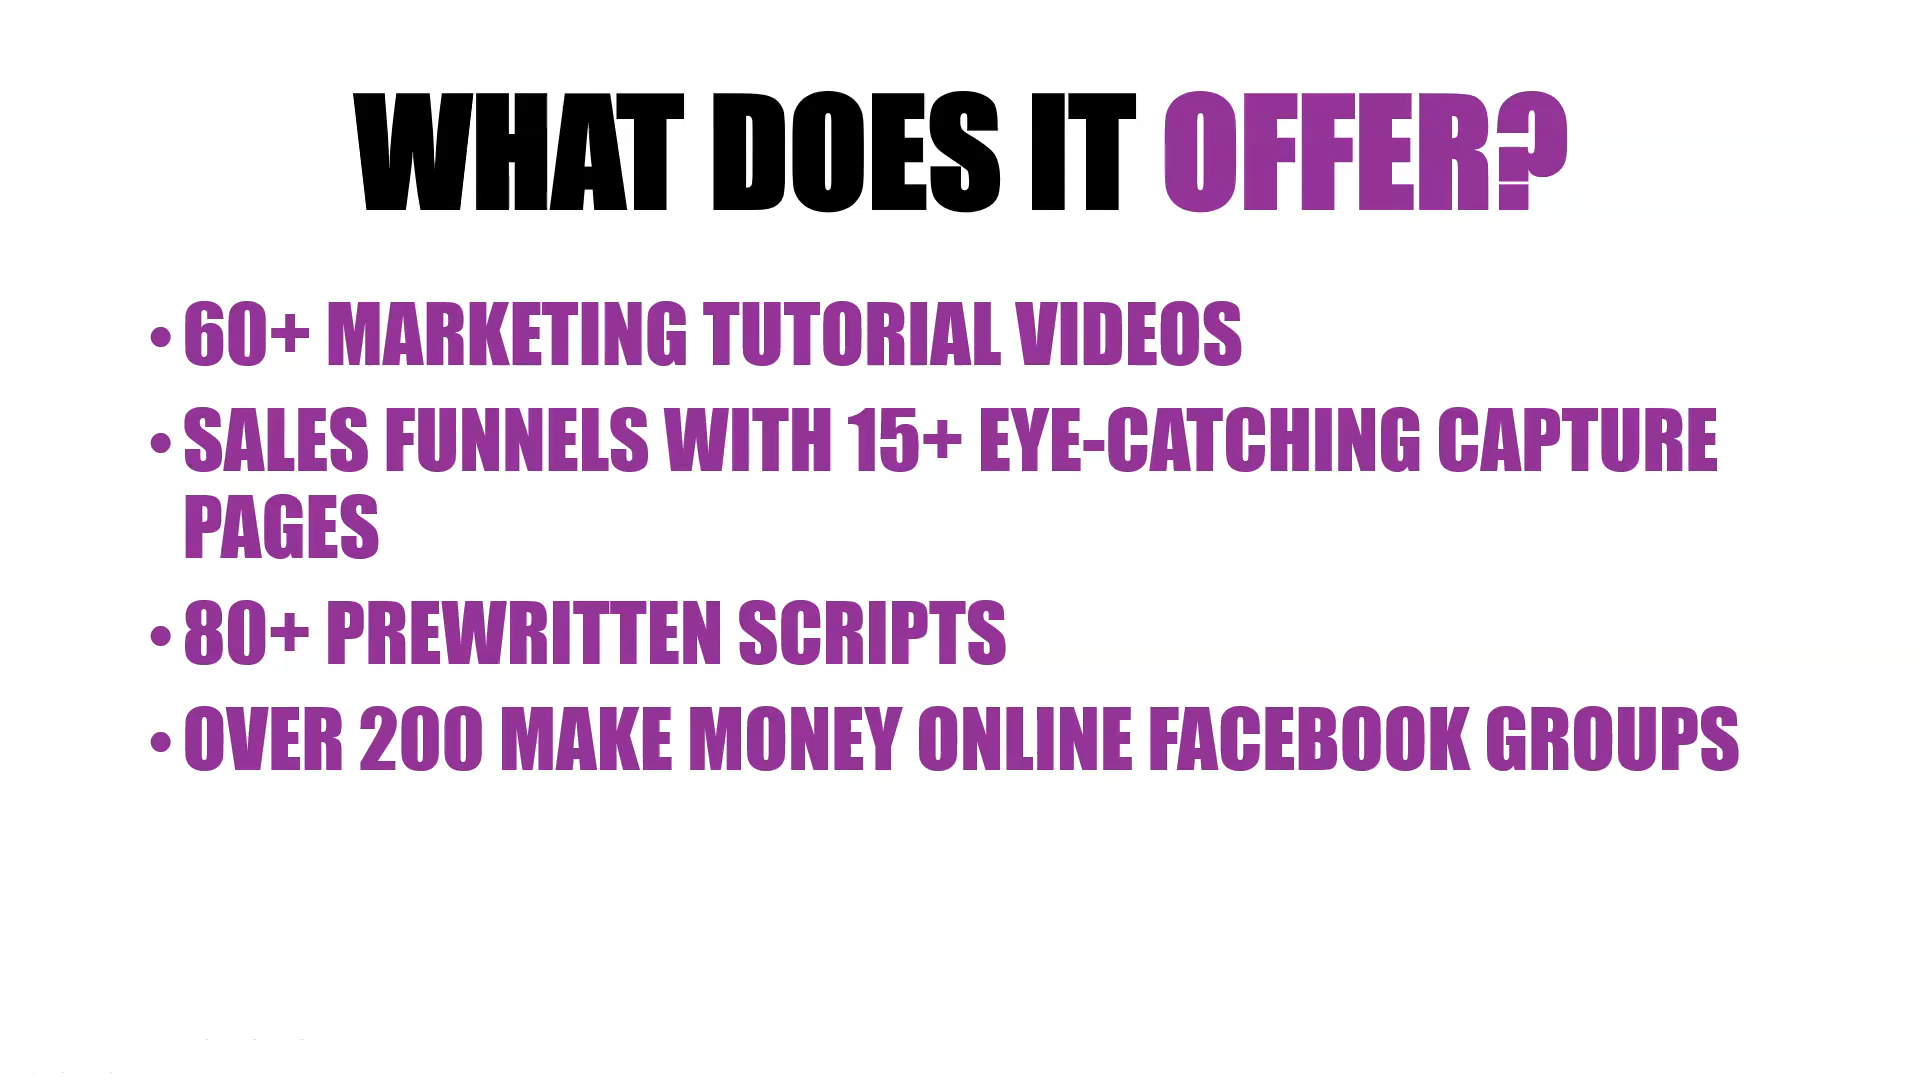 WHAT DOES IT OFFER?
• 60+ MARKETING TUTORIAL VIDEOS
• SALES FUNNELS WITH 15+ EYE-CATCHING CAPTURE
PAGES
• 80+ PREWRITTEN SCRIPTS
• OVER 200 MAKE MONEY ONLINE FACEBOOK GROUPS